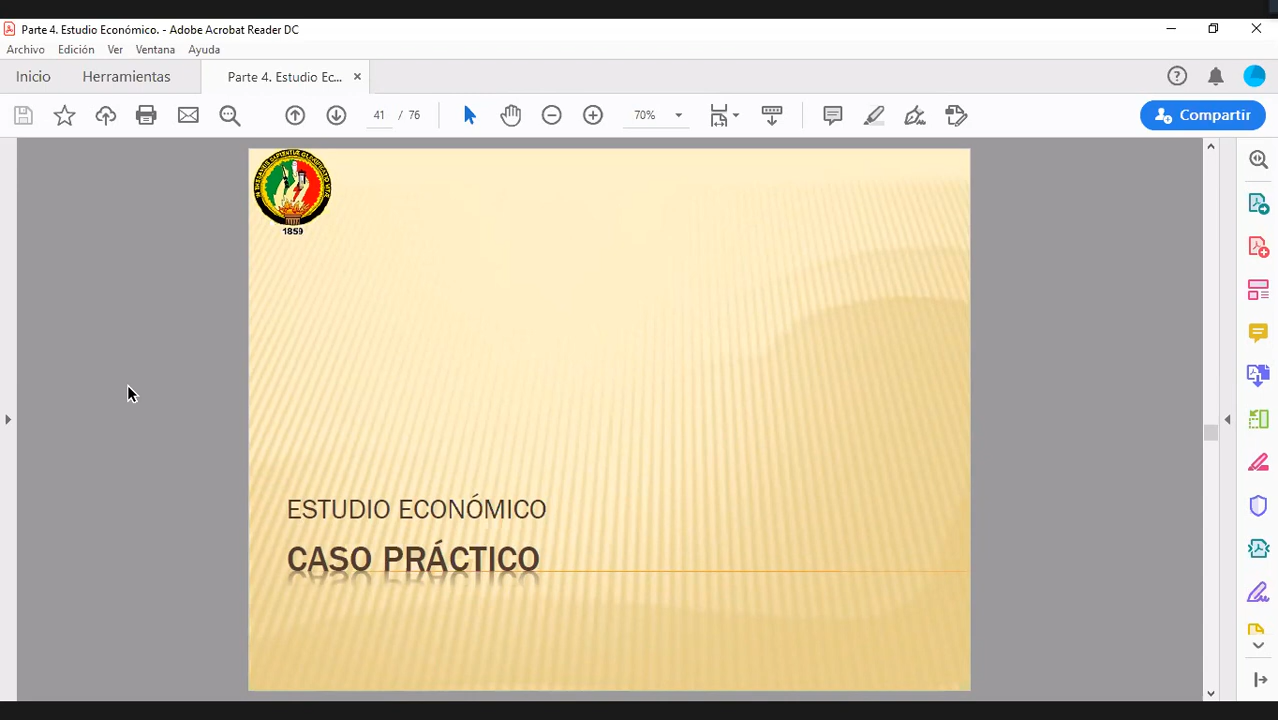 Parte 4. Estudio Económico. - Adobe Acrobat Reader DC
Archivo Edición Ver Ventana Ayuda
Inicio Herramientas Parte 4. Estudio Ec... ×
41 / 76 70% Compartir
1859
ESTUDIO ECONÓMICO
CASO PRÁCTICO